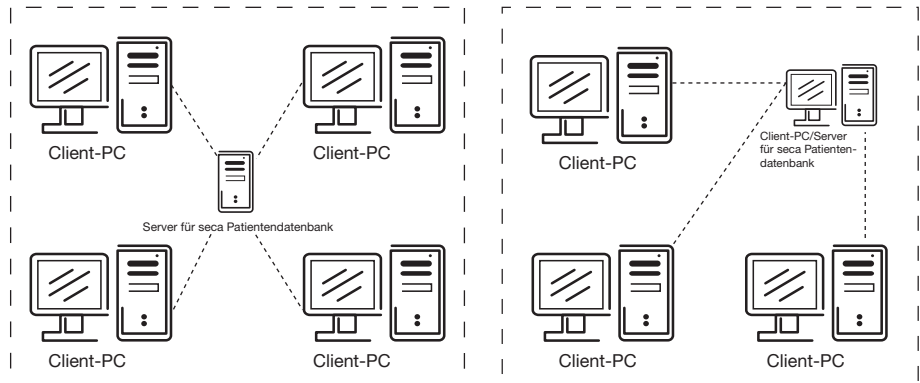 Client-PC
Client-PC
Server für seca Patientendatenbank
Client-PC
Client-PC
Client-PC
Client-PC/Server
für seca Patienten-
datenbank
Client-PC
Client-PC